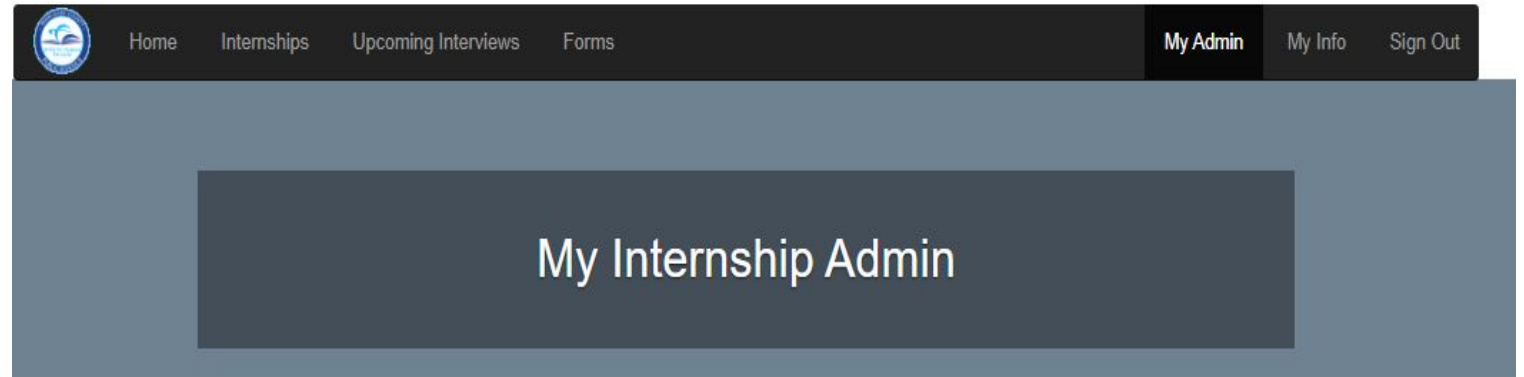 Home Internships Upcoming Interviews Forms My Admin My Info Sign Out
My Internship Admin